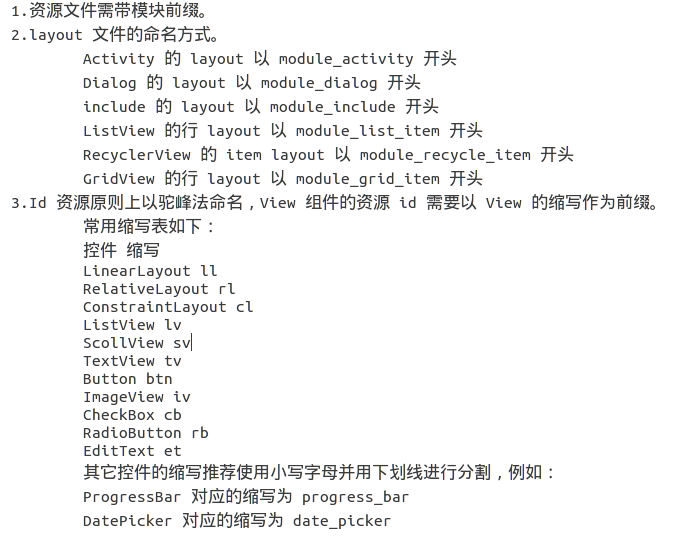 1.资源文件需带模块前缀。
2.layout 文件的命名方式。
Activity 的 layout 以 module_activity 开头
Dialog 的 layout 以 module_dialog 开头
include 的 layout 以 module_include 开头
ListView 的行 layout 以 module_list_item 开头
RecyclerView 的 item layout 以 module_recycle_item 开头
GridView 的行 layout 以 module_grid_item 开头
3.Id 资源原则上以驼峰法命名，View 组件的资源 id 需要以 View 的缩写作为前缀。
常用缩写表如下：
控件 缩写
LinearLayout ll
RelativeLayout rl
ConstraintLayout cl
ListView lv
ScollView sv
TextView tv
Button btn
ImageView iv
CheckBox cb
RadioButton rb
EditText et
其它控件的缩写推荐使用小写字母并用下划线进行分割，例如：
ProgressBar 对应的缩写为 progress_bar
DatePicker 对应的缩写为 date_picker